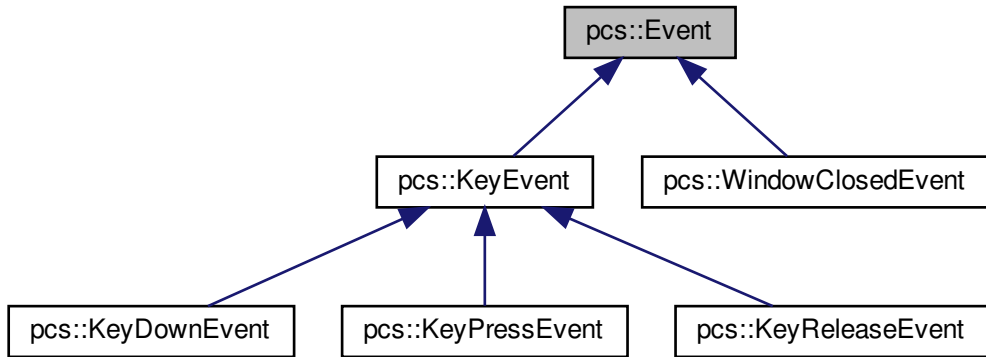 pcs::Event
pcs::KeyEvent
pcs::WindowClosedEvent
pcs::KeyDownEvent
pcs::KeyPressEvent
pcs::KeyReleaseEvent